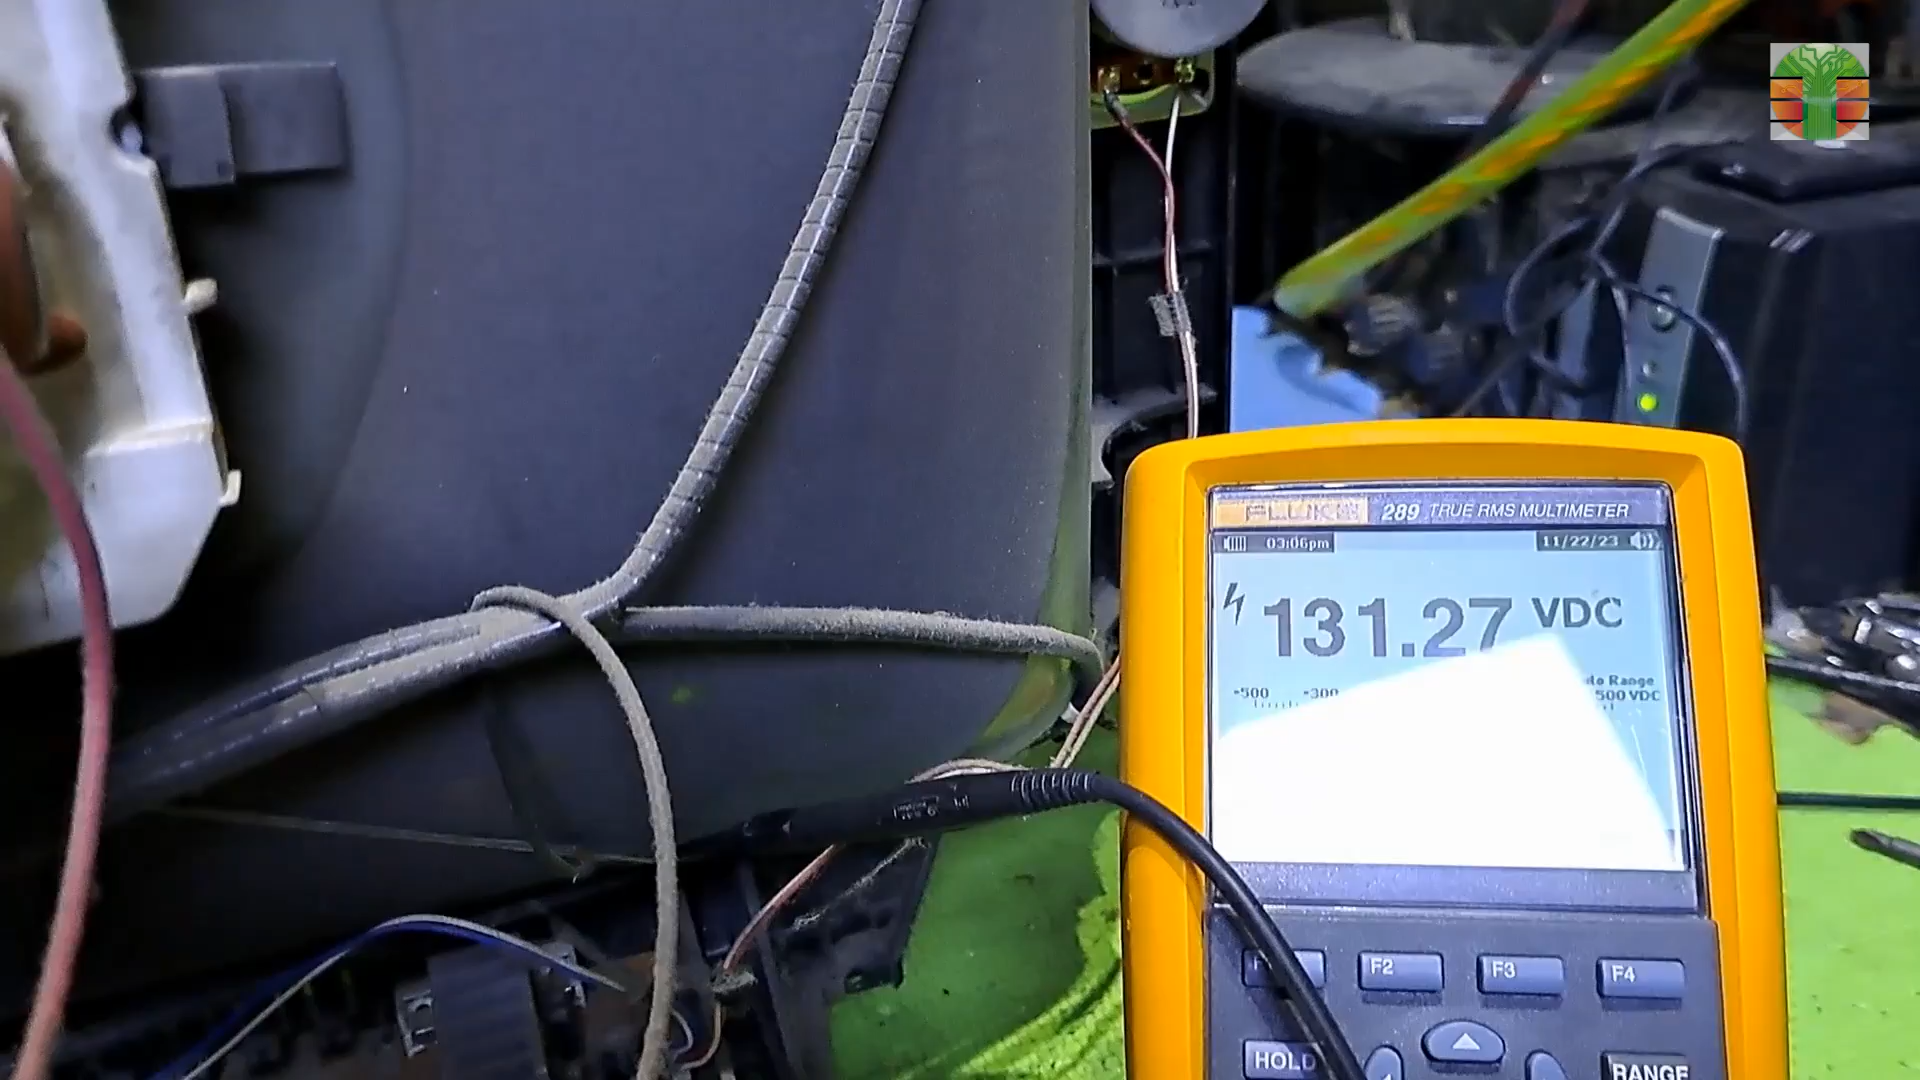 FLUKE 289 TRUE RMS MULTIMETER
03:06pm 11/22/23
131.27 VDC
-500 -300 Range
500 VDC
F2 F3 F4
HOLD
RANGE